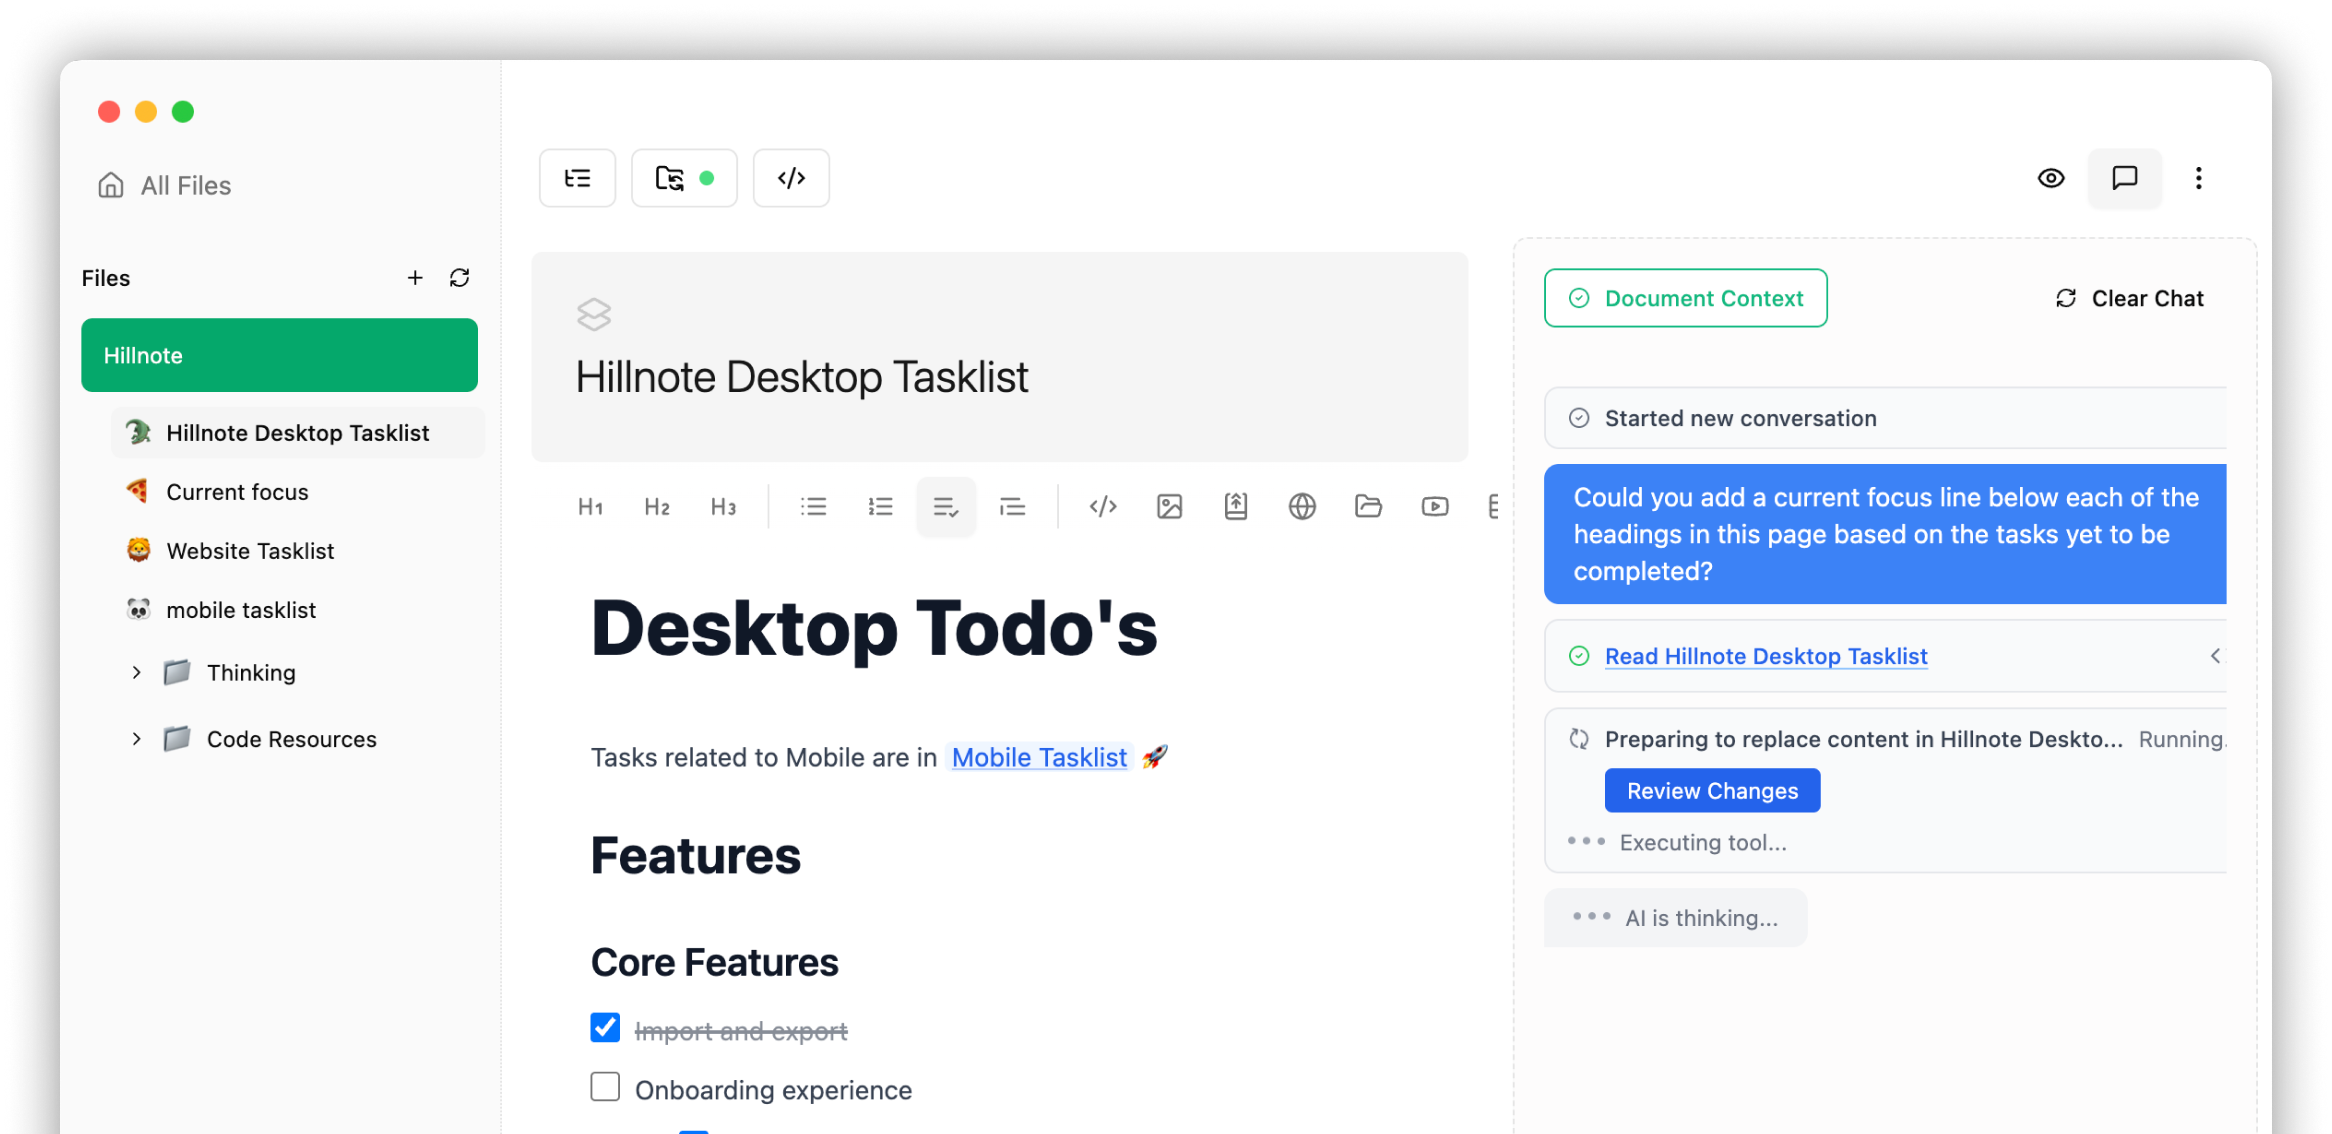 All Files
Files
Hillnote
Hillnote Desktop Tasklist
Current focus
Website Tasklist
mobile tasklist
Thinking
Code Resources
Hillnote Desktop Tasklist
H1 H2 H3
Desktop Todo's
Tasks related to Mobile are in Mobile Tasklist 🚀
Features
Core Features
Import and export
Onboarding experience
Document Context
Clear Chat
Started new conversation
Could you add a current focus line below each of the
headings in this page based on the tasks yet to be
completed?
Read Hillnote Desktop Tasklist
Preparing to replace content in Hillnote Deskto... Running.
Review Changes
Executing tool...
AI is thinking...